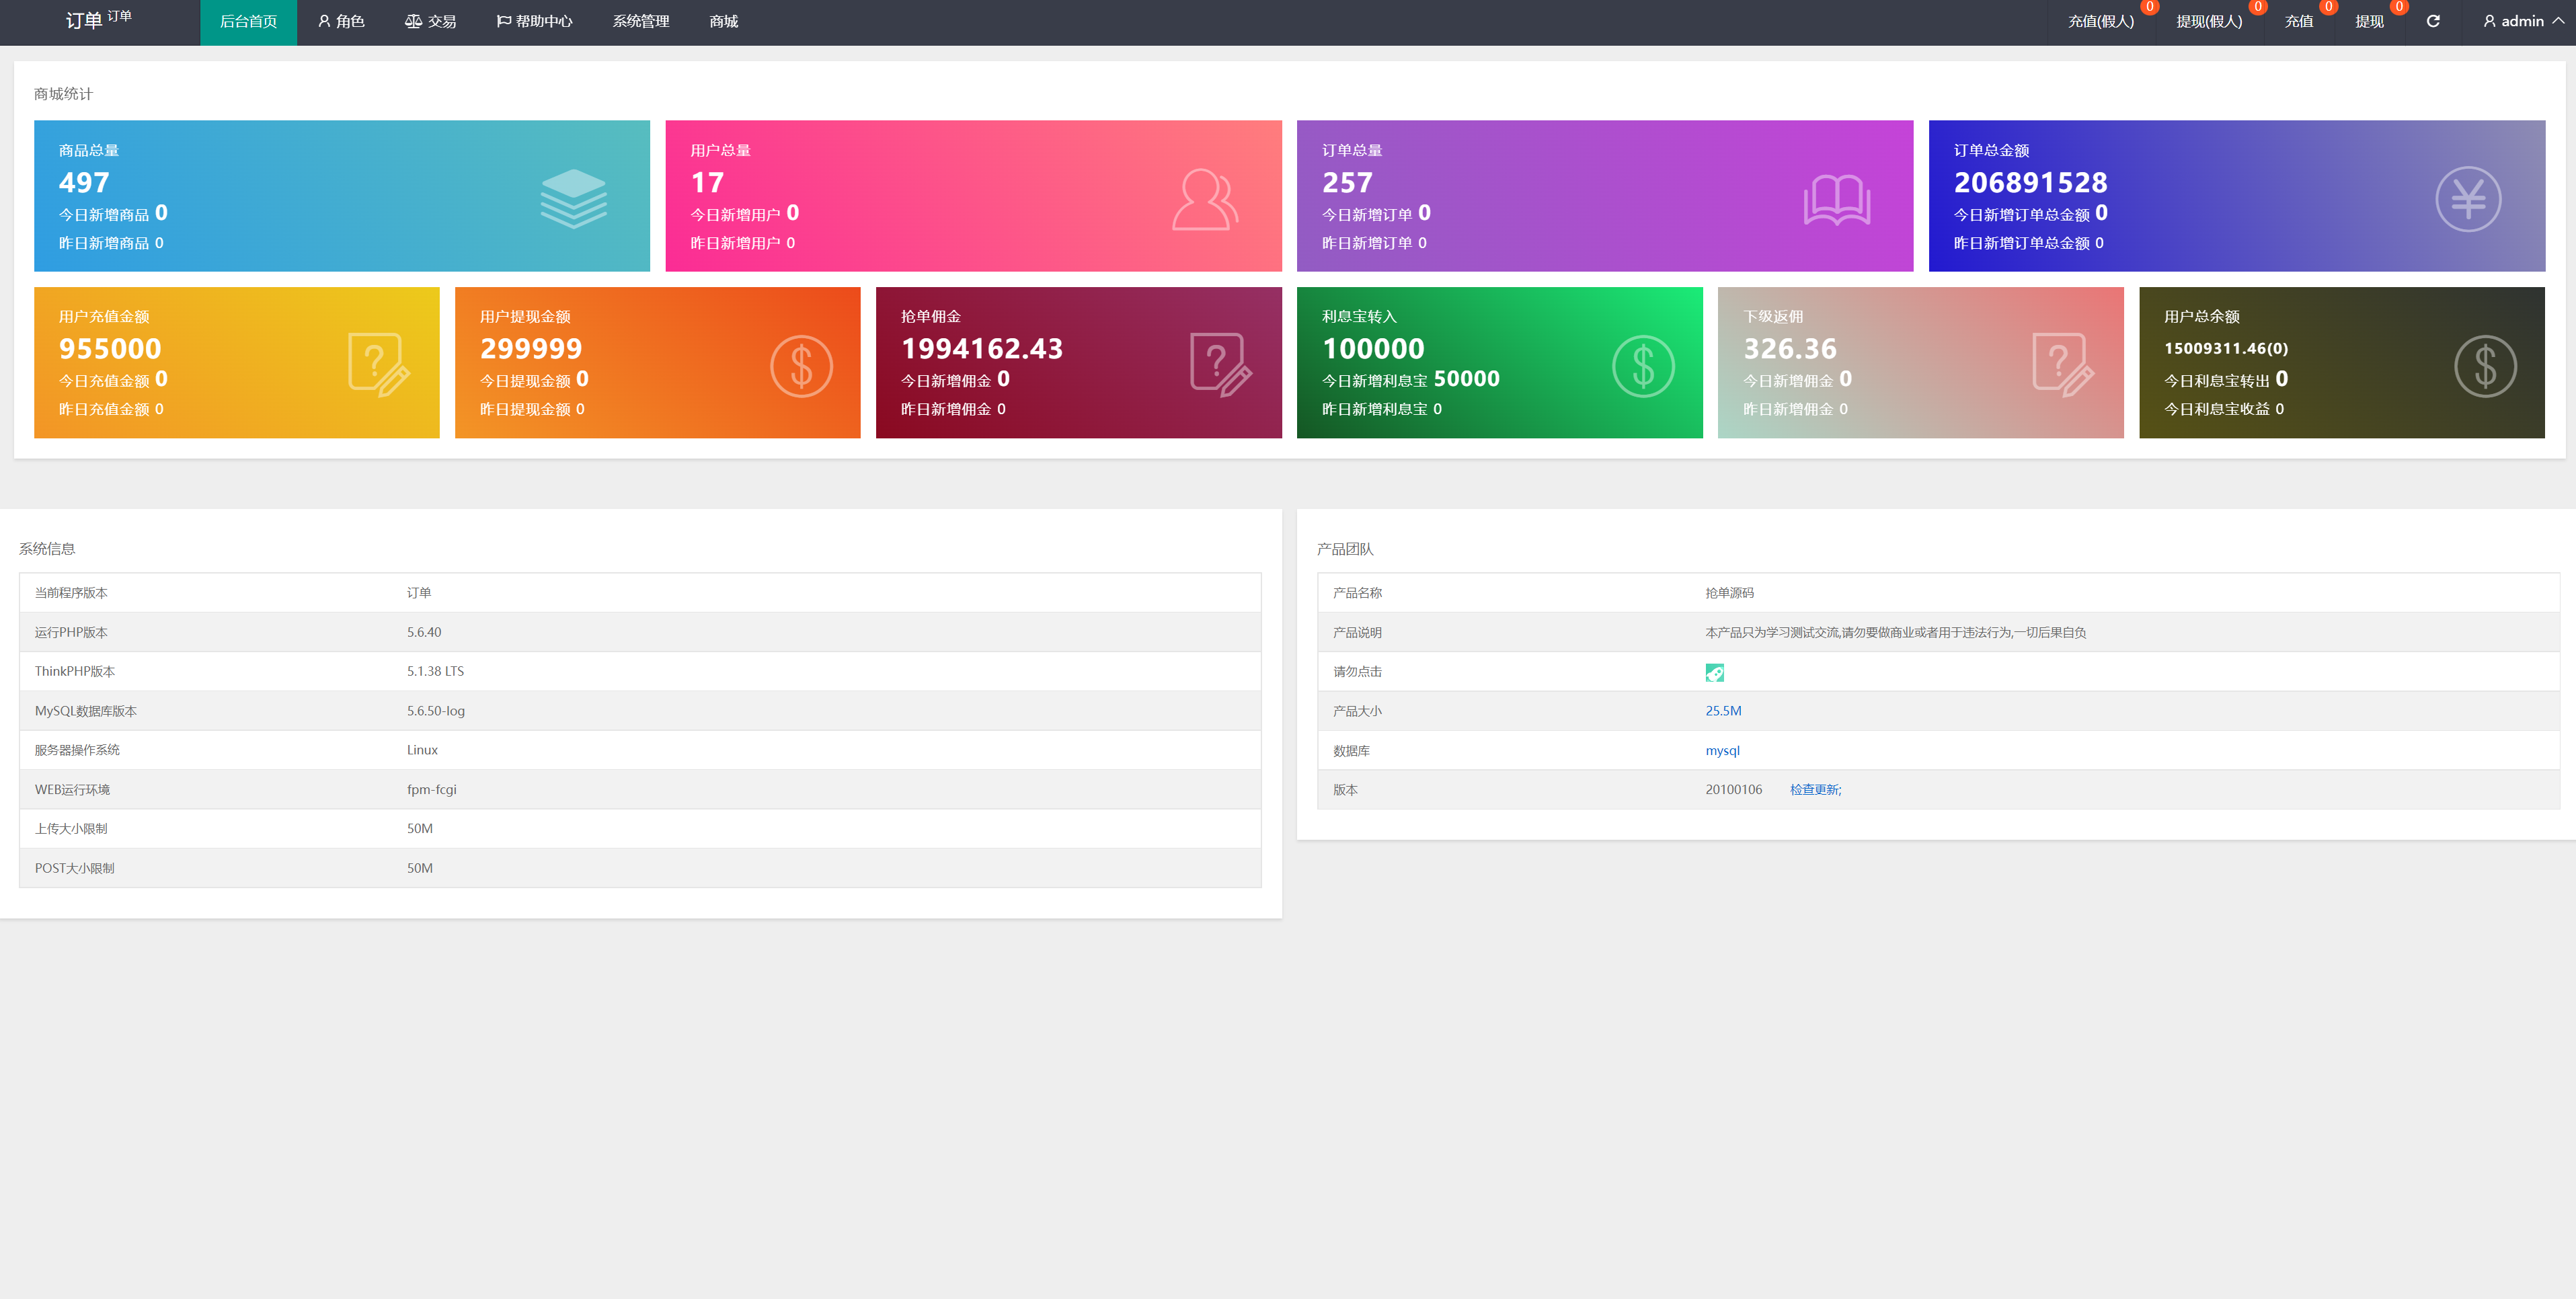 订单 订单 后台首页 角色 交易 帮助中心 系统管理 商城 充值(假人) 0 提现(假人) 0 充值 0 提现 0 admin
商城统计
商品总量
497
今日新增商品 0
昨日新增商品 0
用户总量
17
今日新增用户 0
昨日新增用户 0
订单总量
257
今日新增订单 0
昨日新增订单 0
订单总金额
206891528
今日新增订单总金额 0
昨日新增订单总金额 0
用户充值金额
955000
今日充值金额 0
昨日充值金额 0
用户提现金额
299999
今日提现金额 0
昨日提现金额 0
抢单佣金
1994162.43
今日新增佣金 0
昨日新增佣金 0
利息宝转入
100000
今日新增利息宝 50000
昨日新增利息宝 0
下级返佣
326.36
今日新增佣金 0
昨日新增佣金 0
用户总余额
15009311.46(0)
今日利息宝转出 0
今日利息宝收益 0
系统信息
当前程序版本 订单
运行PHP版本 5.6.40
ThinkPHP版本 5.1.38 LTS
MySQL数据库版本 5.6.50-log
服务器操作系统 Linux
WEB运行环境 fpm-fcgi
上传大小限制 50M
POST大小限制 50M
产品团队
产品名称 抢单源码
产品说明 本产品只为学习测试交流,请勿要做商业或者用于违法行为,一切后果自负
请勿点击
产品大小 25.5M
数据库 mysql
版本 20100106 检查更新;